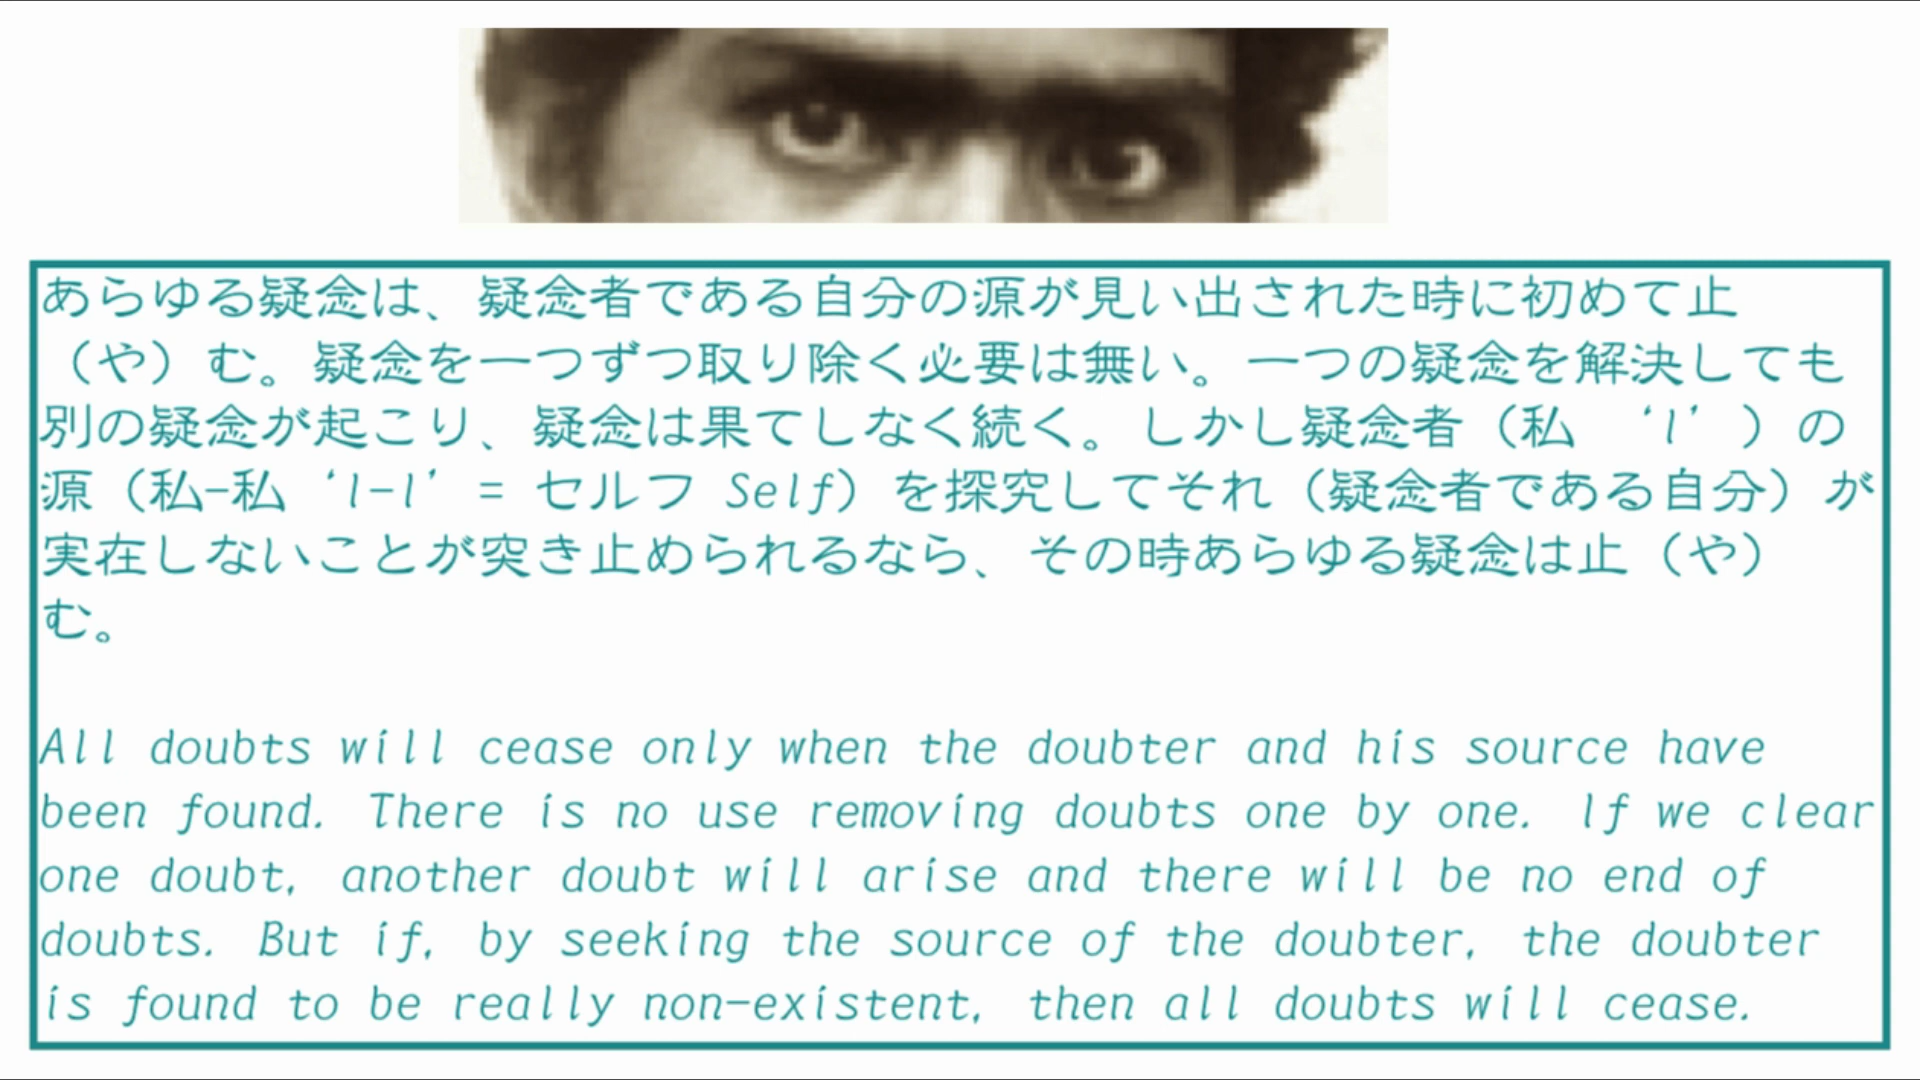 あらゆる疑念は、疑念者である自分の源が見い出された時に初めて止
（や）む。疑念を一つずつ取り除く必要は無い。一つの疑念を解決しても
別の疑念が起こり、疑念は果てしなく続く。しかし疑念者（私 ‘I’ ）の
源（私-私 ‘I-I’ = セルフ Self）を探究してそれ（疑念者である自分）が
実在しないことが突き止められるなら、その時あらゆる疑念は止（や）
む。
All doubts will cease only when the doubter and his source have
been found. There is no use removing doubts one by one. If we clear
one doubt, another doubt will arise and there will be no end of
doubts. But if, by seeking the source of the doubter, the doubter
is found to be really non-existent, then all doubts will cease.